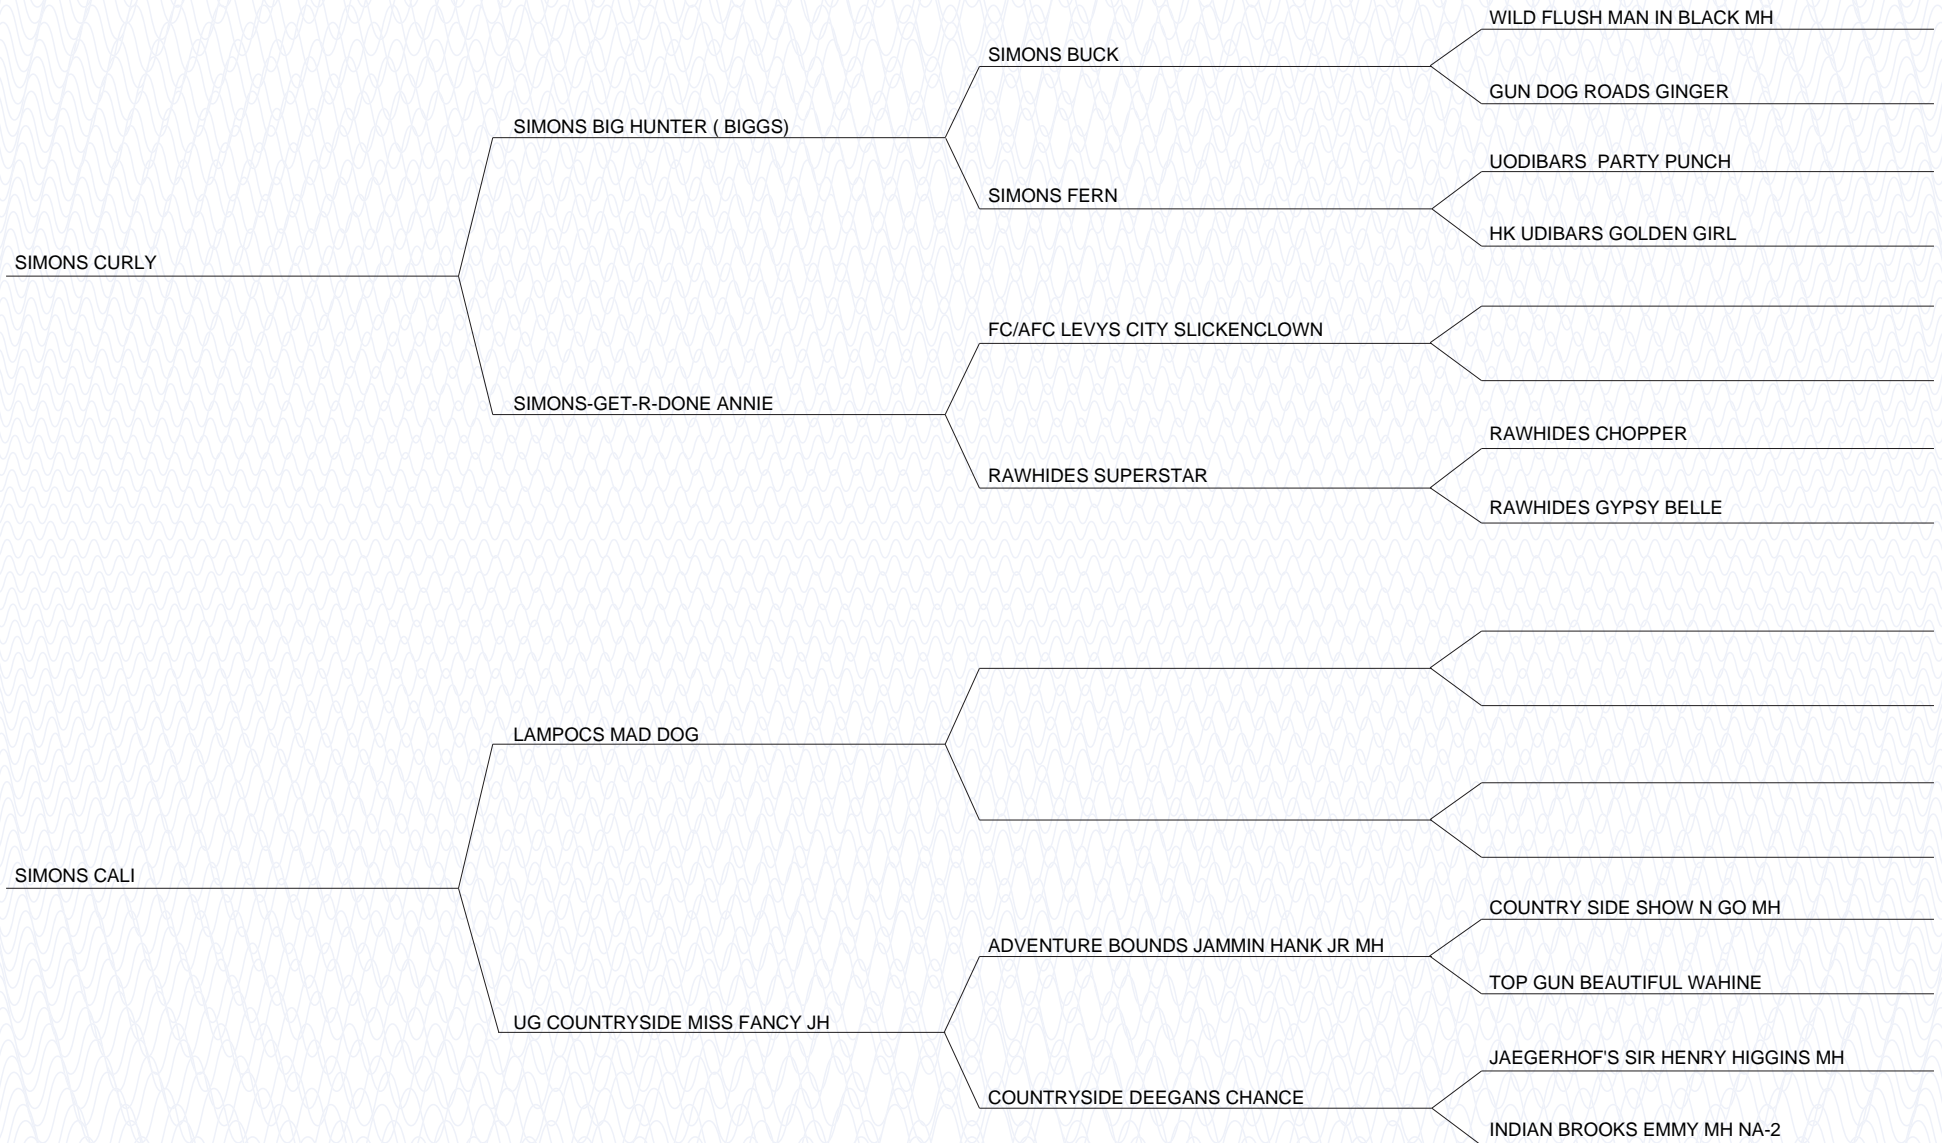 WILD FLUSH MAN IN BLACK MH
SIMONS BUCK
GUN DOG ROADS GINGER
SIMONS BIG HUNTER ( BIGGS)
UODIBARS  PARTY PUNCH
SIMONS FERN
HK UDIBARS GOLDEN GIRL
SIMONS CURLY
FC/AFC LEVYS CITY SLICKENCLOWN
SIMONS-GET-R-DONE ANNIE
RAWHIDES CHOPPER
RAWHIDES SUPERSTAR
RAWHIDES GYPSY BELLE
LAMPOCS MAD DOG
SIMONS CALI
COUNTRY SIDE SHOW N GO MH
ADVENTURE BOUNDS JAMMIN HANK JR MH
TOP GUN BEAUTIFUL WAHINE
UG COUNTRYSIDE MISS FANCY JH
JAEGERHOF'S SIR HENRY HIGGINS MH
COUNTRYSIDE DEEGANS CHANCE
INDIAN BROOKS EMMY MH NA-2